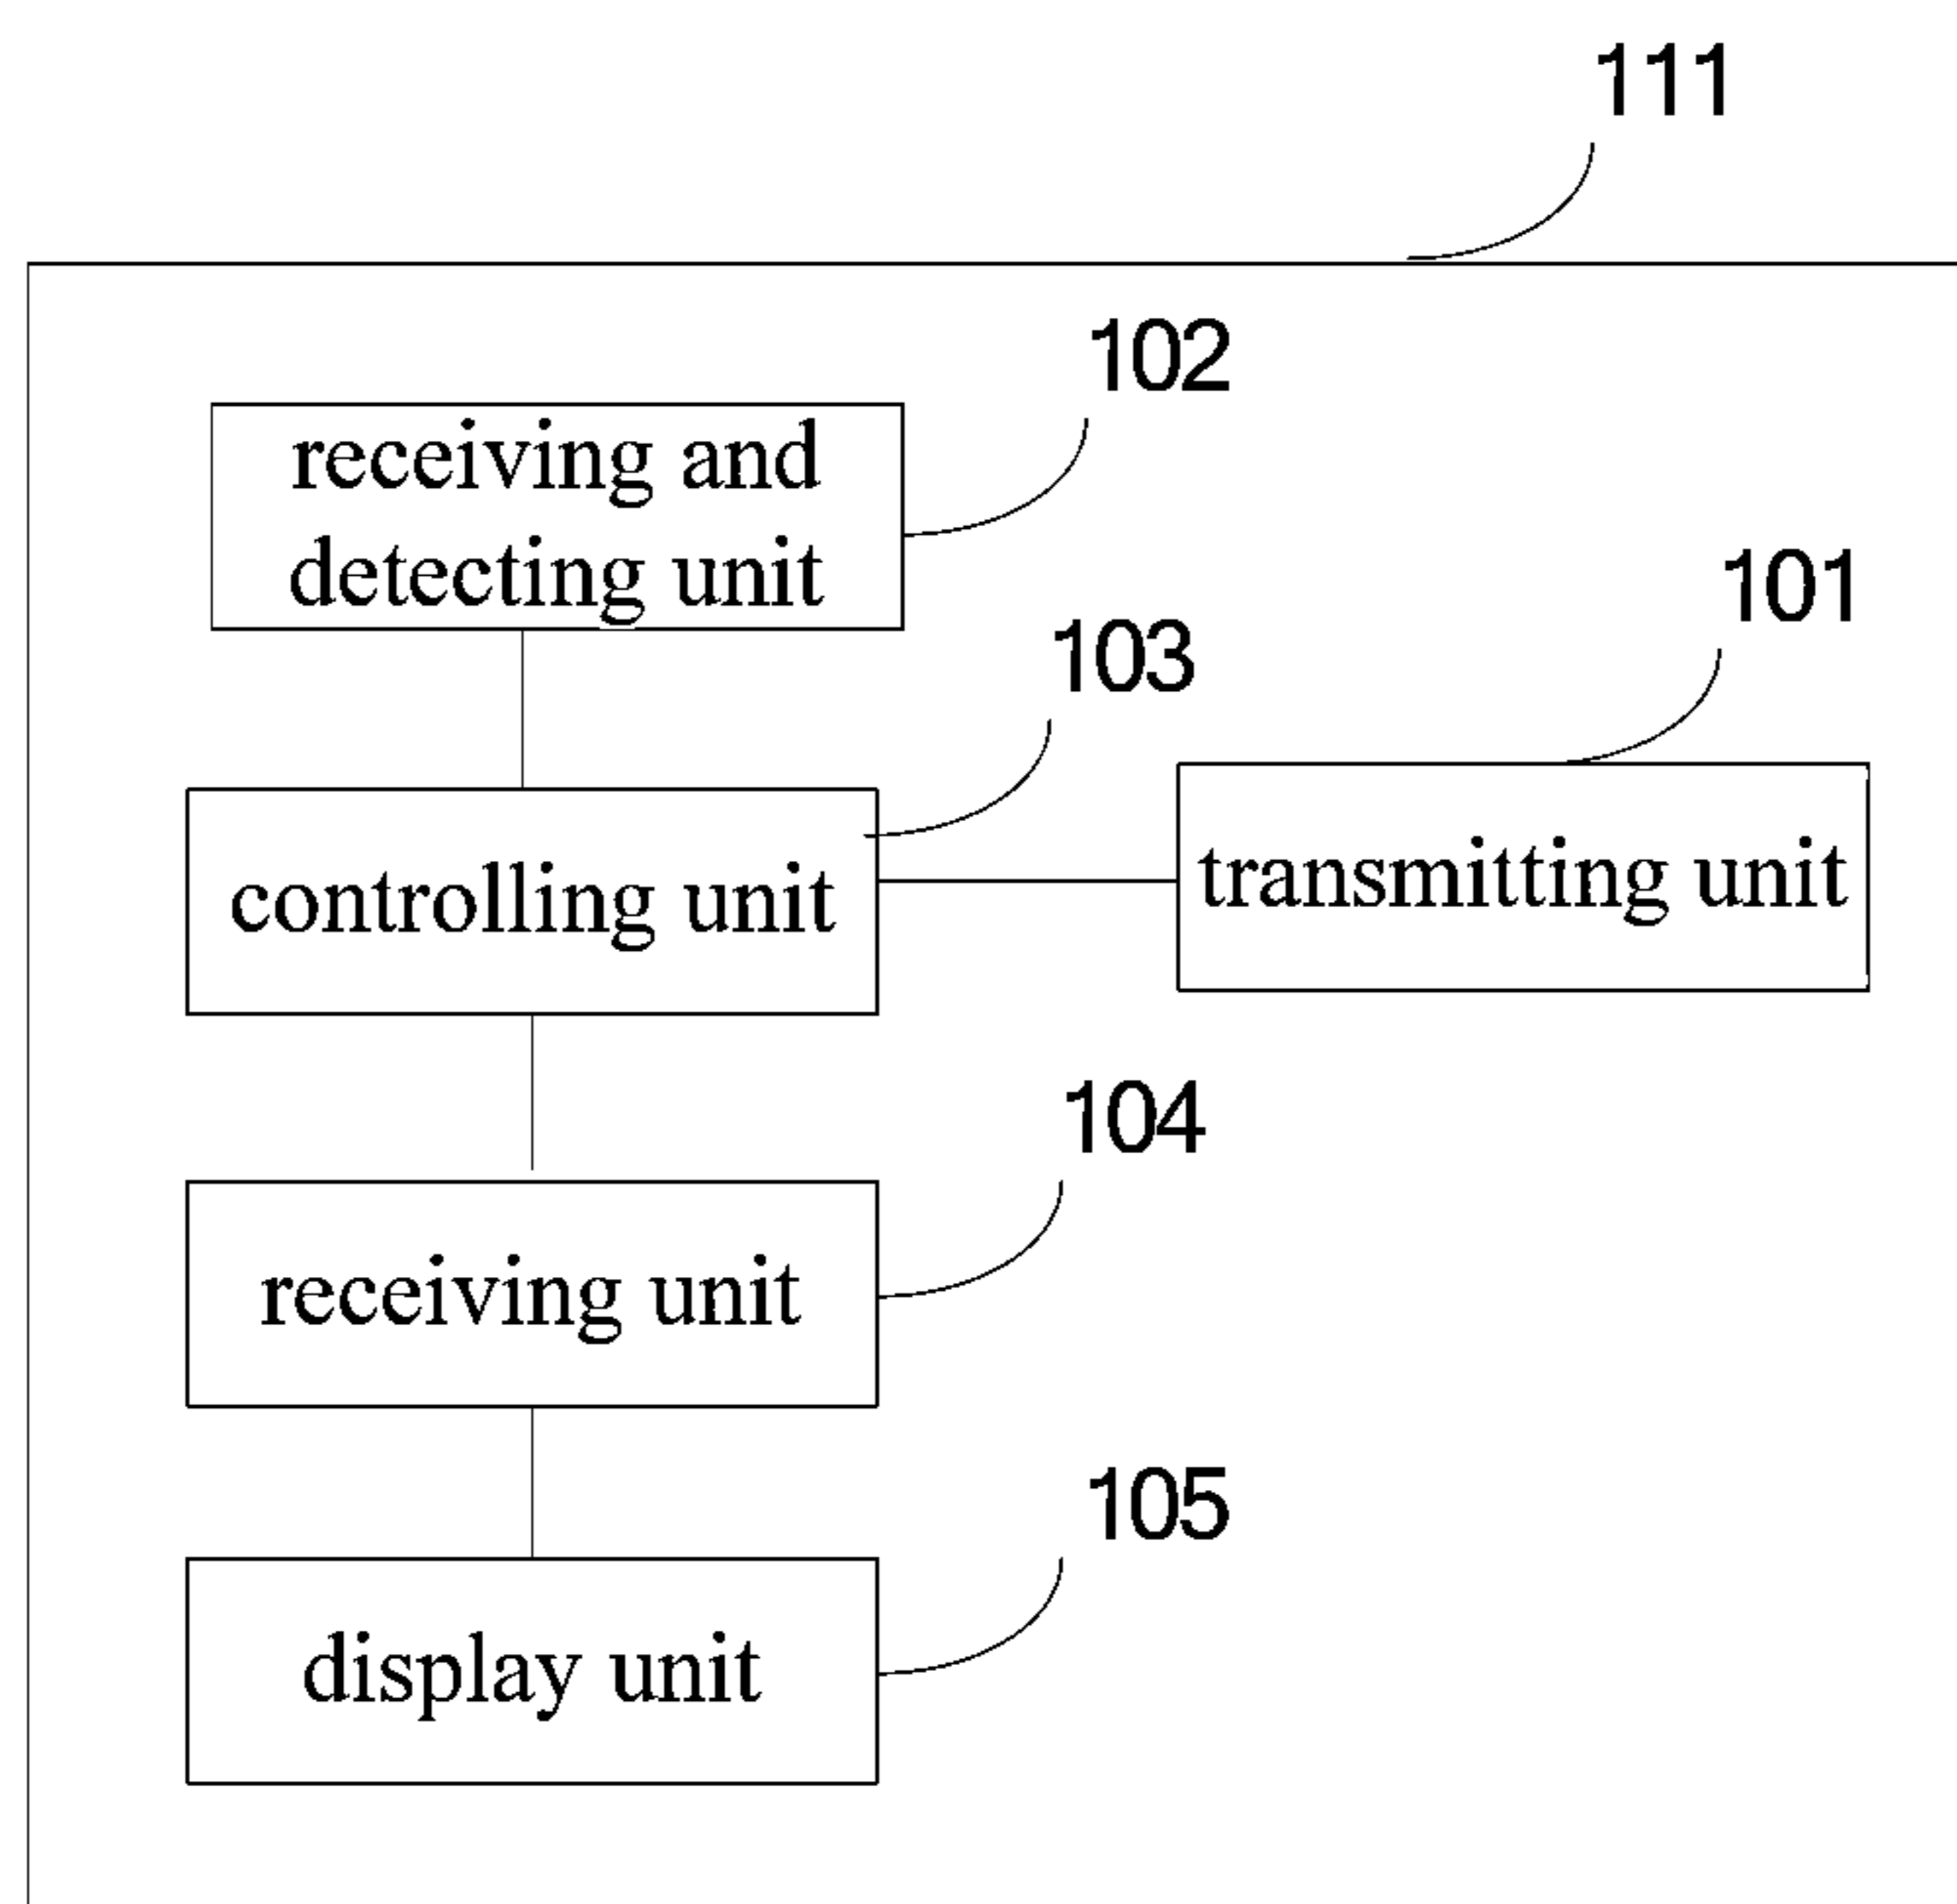 111
102
receiving and
detecting unit
101
103
controlling unit
transmitting unit
104
receiving unit
105
display unit